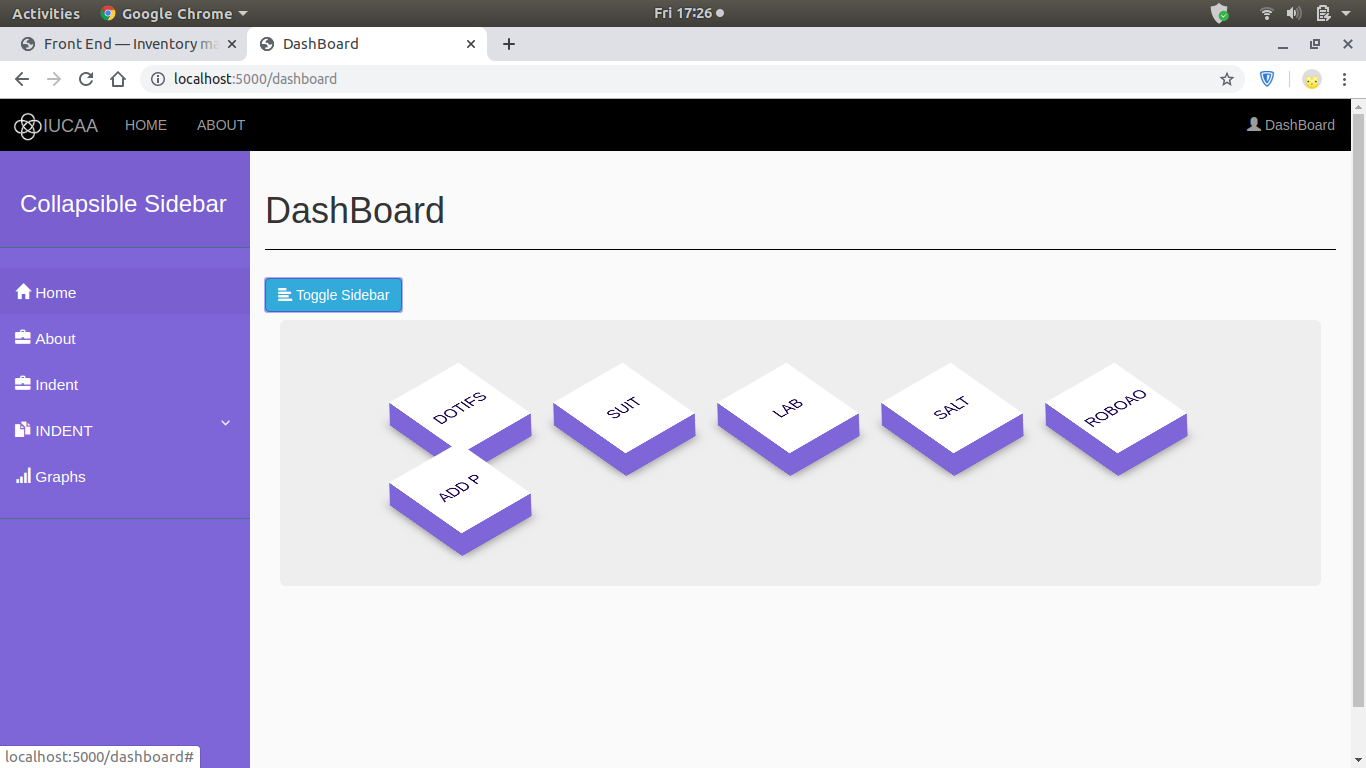 Activities Google Chrome Fri 17:26
Front End — Inventory ma DashBoard
localhost:5000/dashboard
IUCAA HOME ABOUT DashBoard
Collapsible Sidebar
DashBoard
Home
Toggle Sidebar
About
Indent
INDENT
Graphs
DOTIFS SUIT LAB SALT ROBOAO
ADD P
localhost:5000/dashboard#